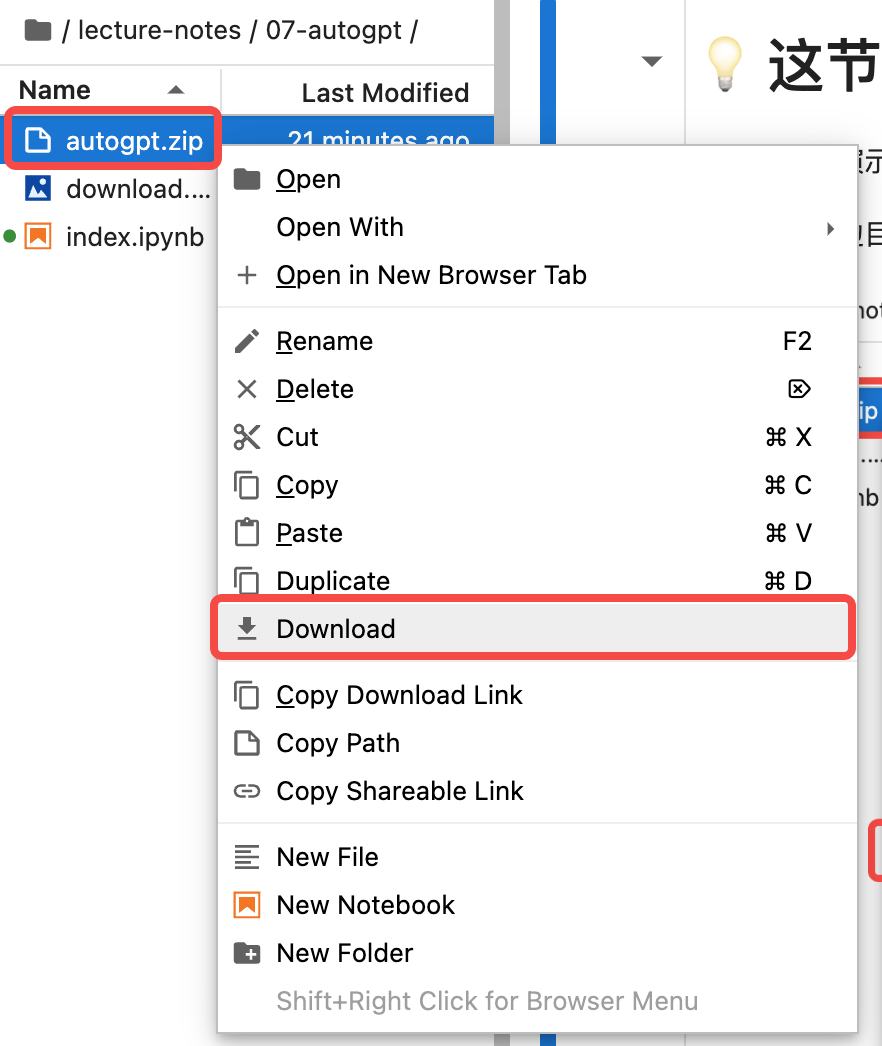 / lecture-notes / 07-autogpt /
Name Last Modified
autogpt.zip 21 minutes ago
download....
index.ipynb
这节
Open
Open With
Open in New Browser Tab
Rename F2
Delete
Cut ⌘ X
Copy ⌘ C
Paste ⌘ V
Duplicate ⌘ D
Download
Copy Download Link
Copy Path
Copy Shareable Link
New File
New Notebook
New Folder
Shift+Right Click for Browser Menu